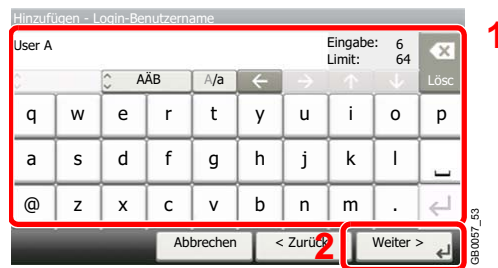 Hinzufügen - Login-Benutzername
1
User A
Eingabe: 6
Limit: 64
Lösc
AÄB A/a ← → ↑ ↓
q w e r t y u i o p
a s d f g h j k l
@ z x c v b n m .
2
Abbrechen < Zurück Weiter >
GB0057_53